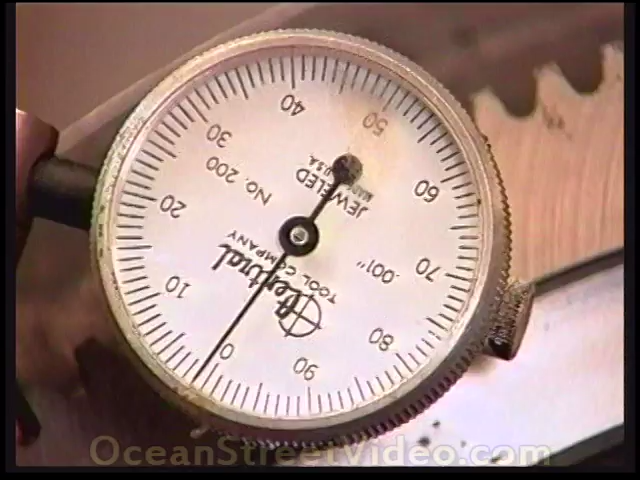 0
10
20
30
40
50
60
70
80
90
Central
TOOL COMPANY
No. 200
.001"
JEWELED
MADE U.S.A.
OceanStreetVideo.com